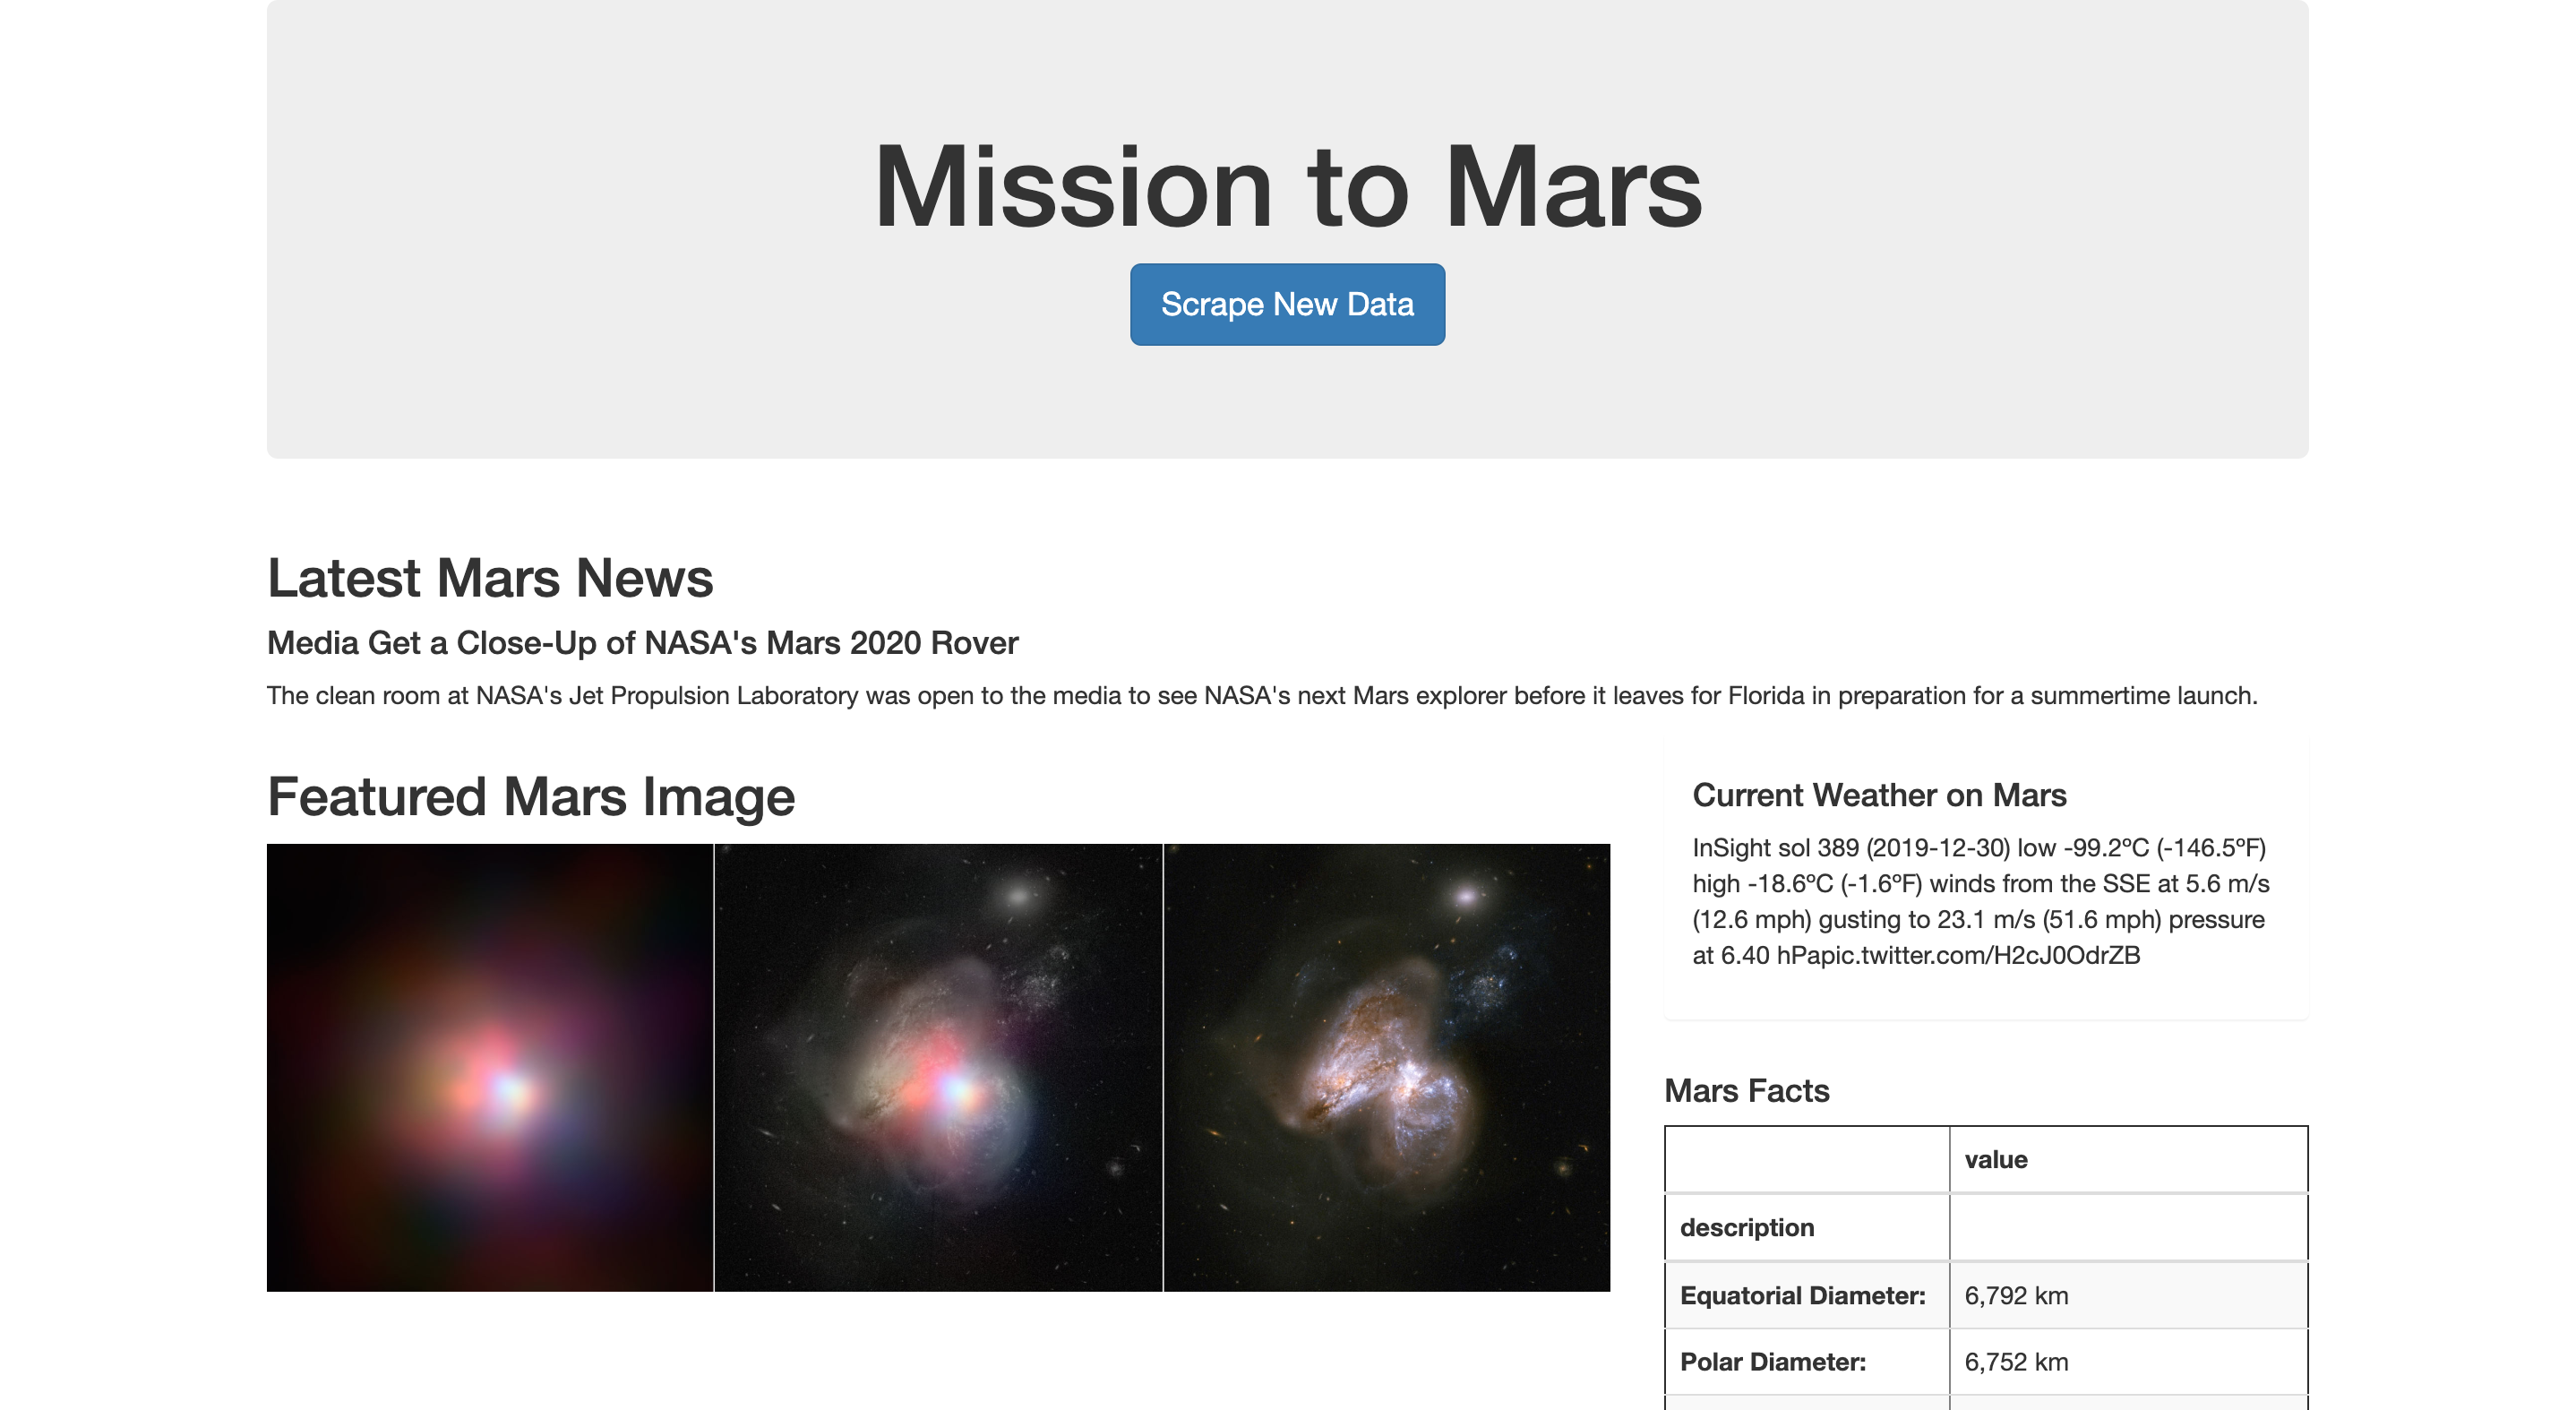 Mission to Mars
Scrape New Data
Latest Mars News
Media Get a Close-Up of NASA's Mars 2020 Rover
The clean room at NASA's Jet Propulsion Laboratory was open to the media to see NASA's next Mars explorer before it leaves for Florida in preparation for a summertime launch.
Featured Mars Image
Current Weather on Mars
InSight sol 389 (2019-12-30) low -99.2ºC (-146.5ºF)
high -18.6ºC (-1.6ºF) winds from the SSE at 5.6 m/s
(12.6 mph) gusting to 23.1 m/s (51.6 mph) pressure
at 6.40 hPapic.twitter.com/H2cJ0OdrZB
Mars Facts
value
description
Equatorial Diameter: 6,792 km
Polar Diameter: 6,752 km